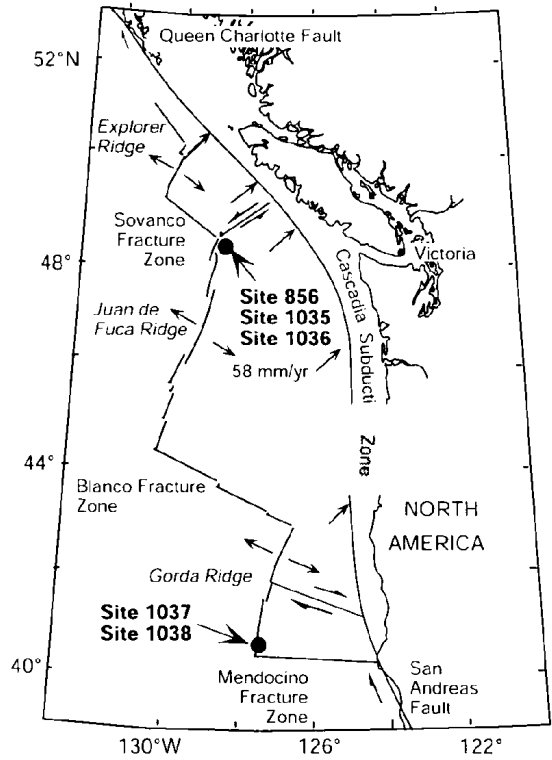 Queen Charlotte Fault
52°N
Explorer
Ridge
Sovanco
Fracture
Zone
48°
Victoria
Site 856
Site 1035
Site 1036
Cascadia Subducti
Zone
Juan de
Fuca Ridge
58 mm/yr
44°
Blanco Fracture
Zone
NORTH
AMERICA
Gorda Ridge
Site 1037
Site 1038
40°
Mendocino
Fracture
Zone
San
Andreas
Fault
130°W
126°
122°